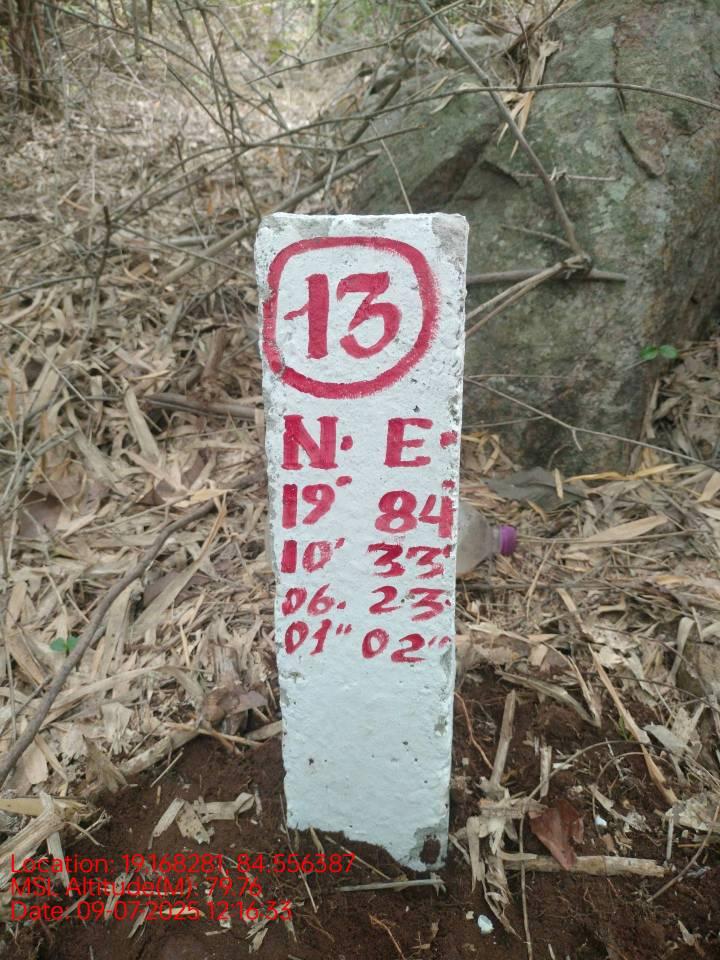 13
N. E.
19° 84°
10' 33'
06. 23.
01" 02"
Location: 19.168281, 84.556387
MSL Altitude(M): 79.76
Date: 09-07-2025 12:16:33